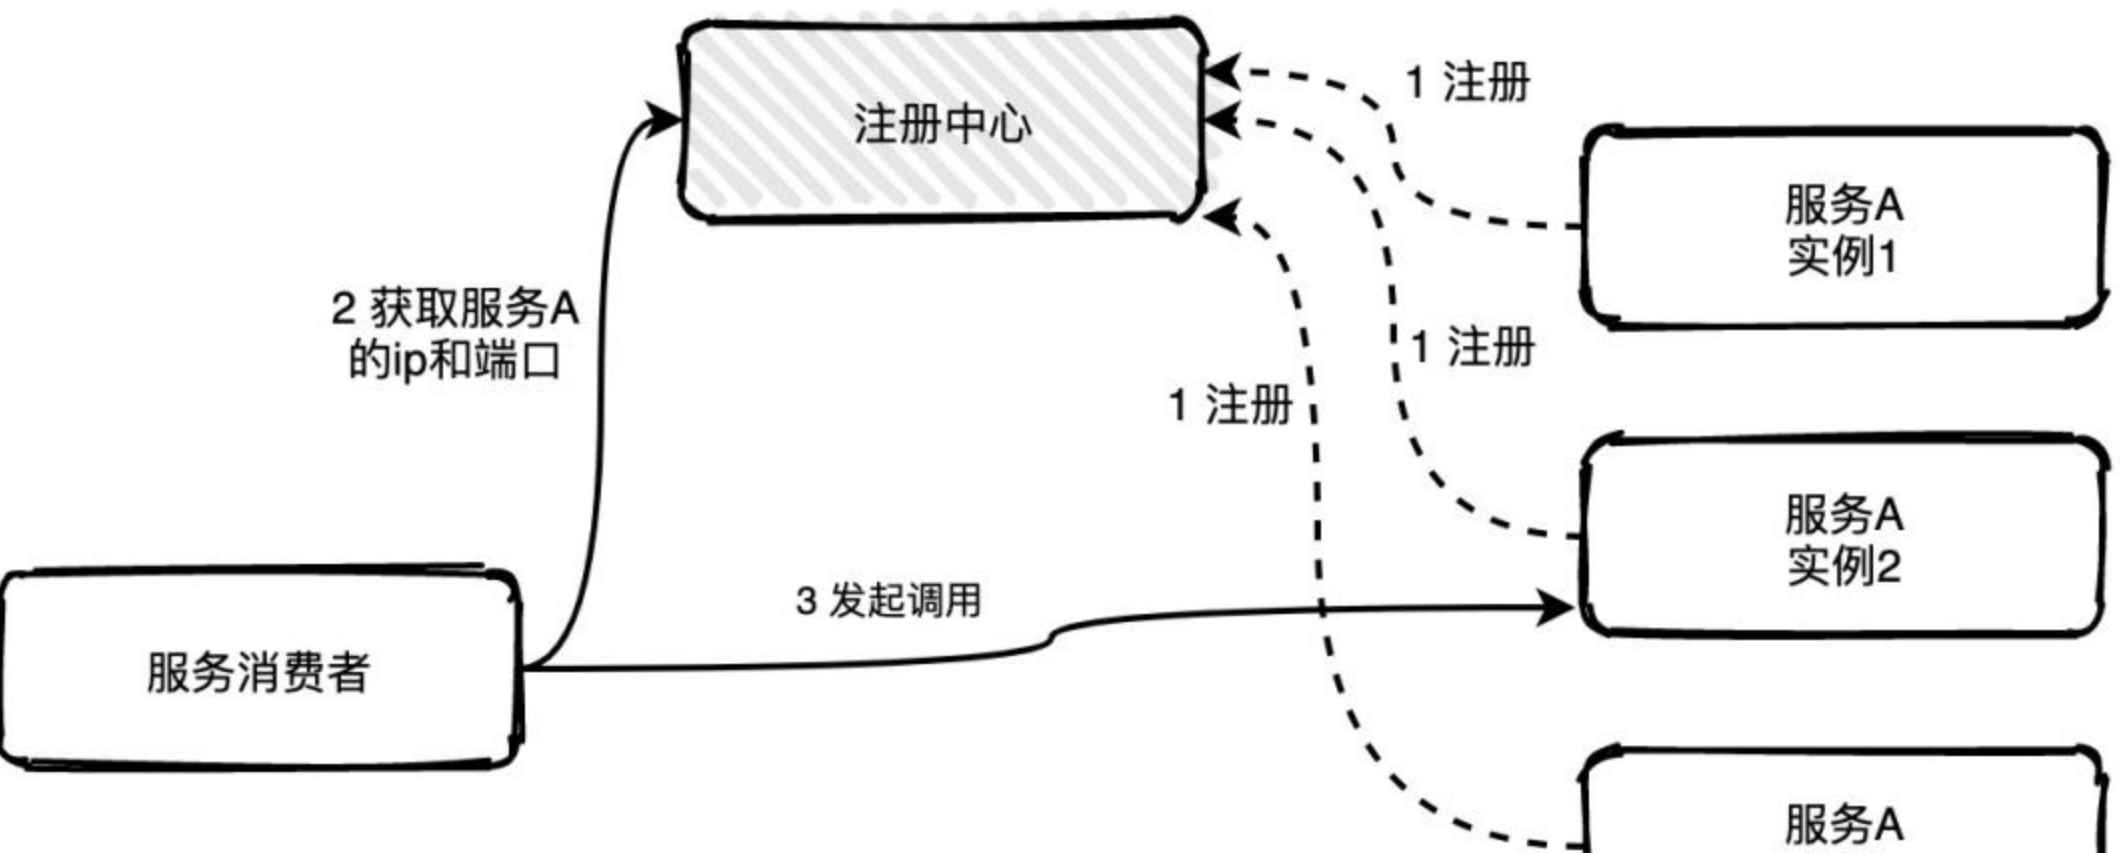 注册中心
1 注册
服务A
实例1
2 获取服务A
的ip和端口
1 注册
1 注册
服务A
实例2
3 发起调用
服务消费者
服务A